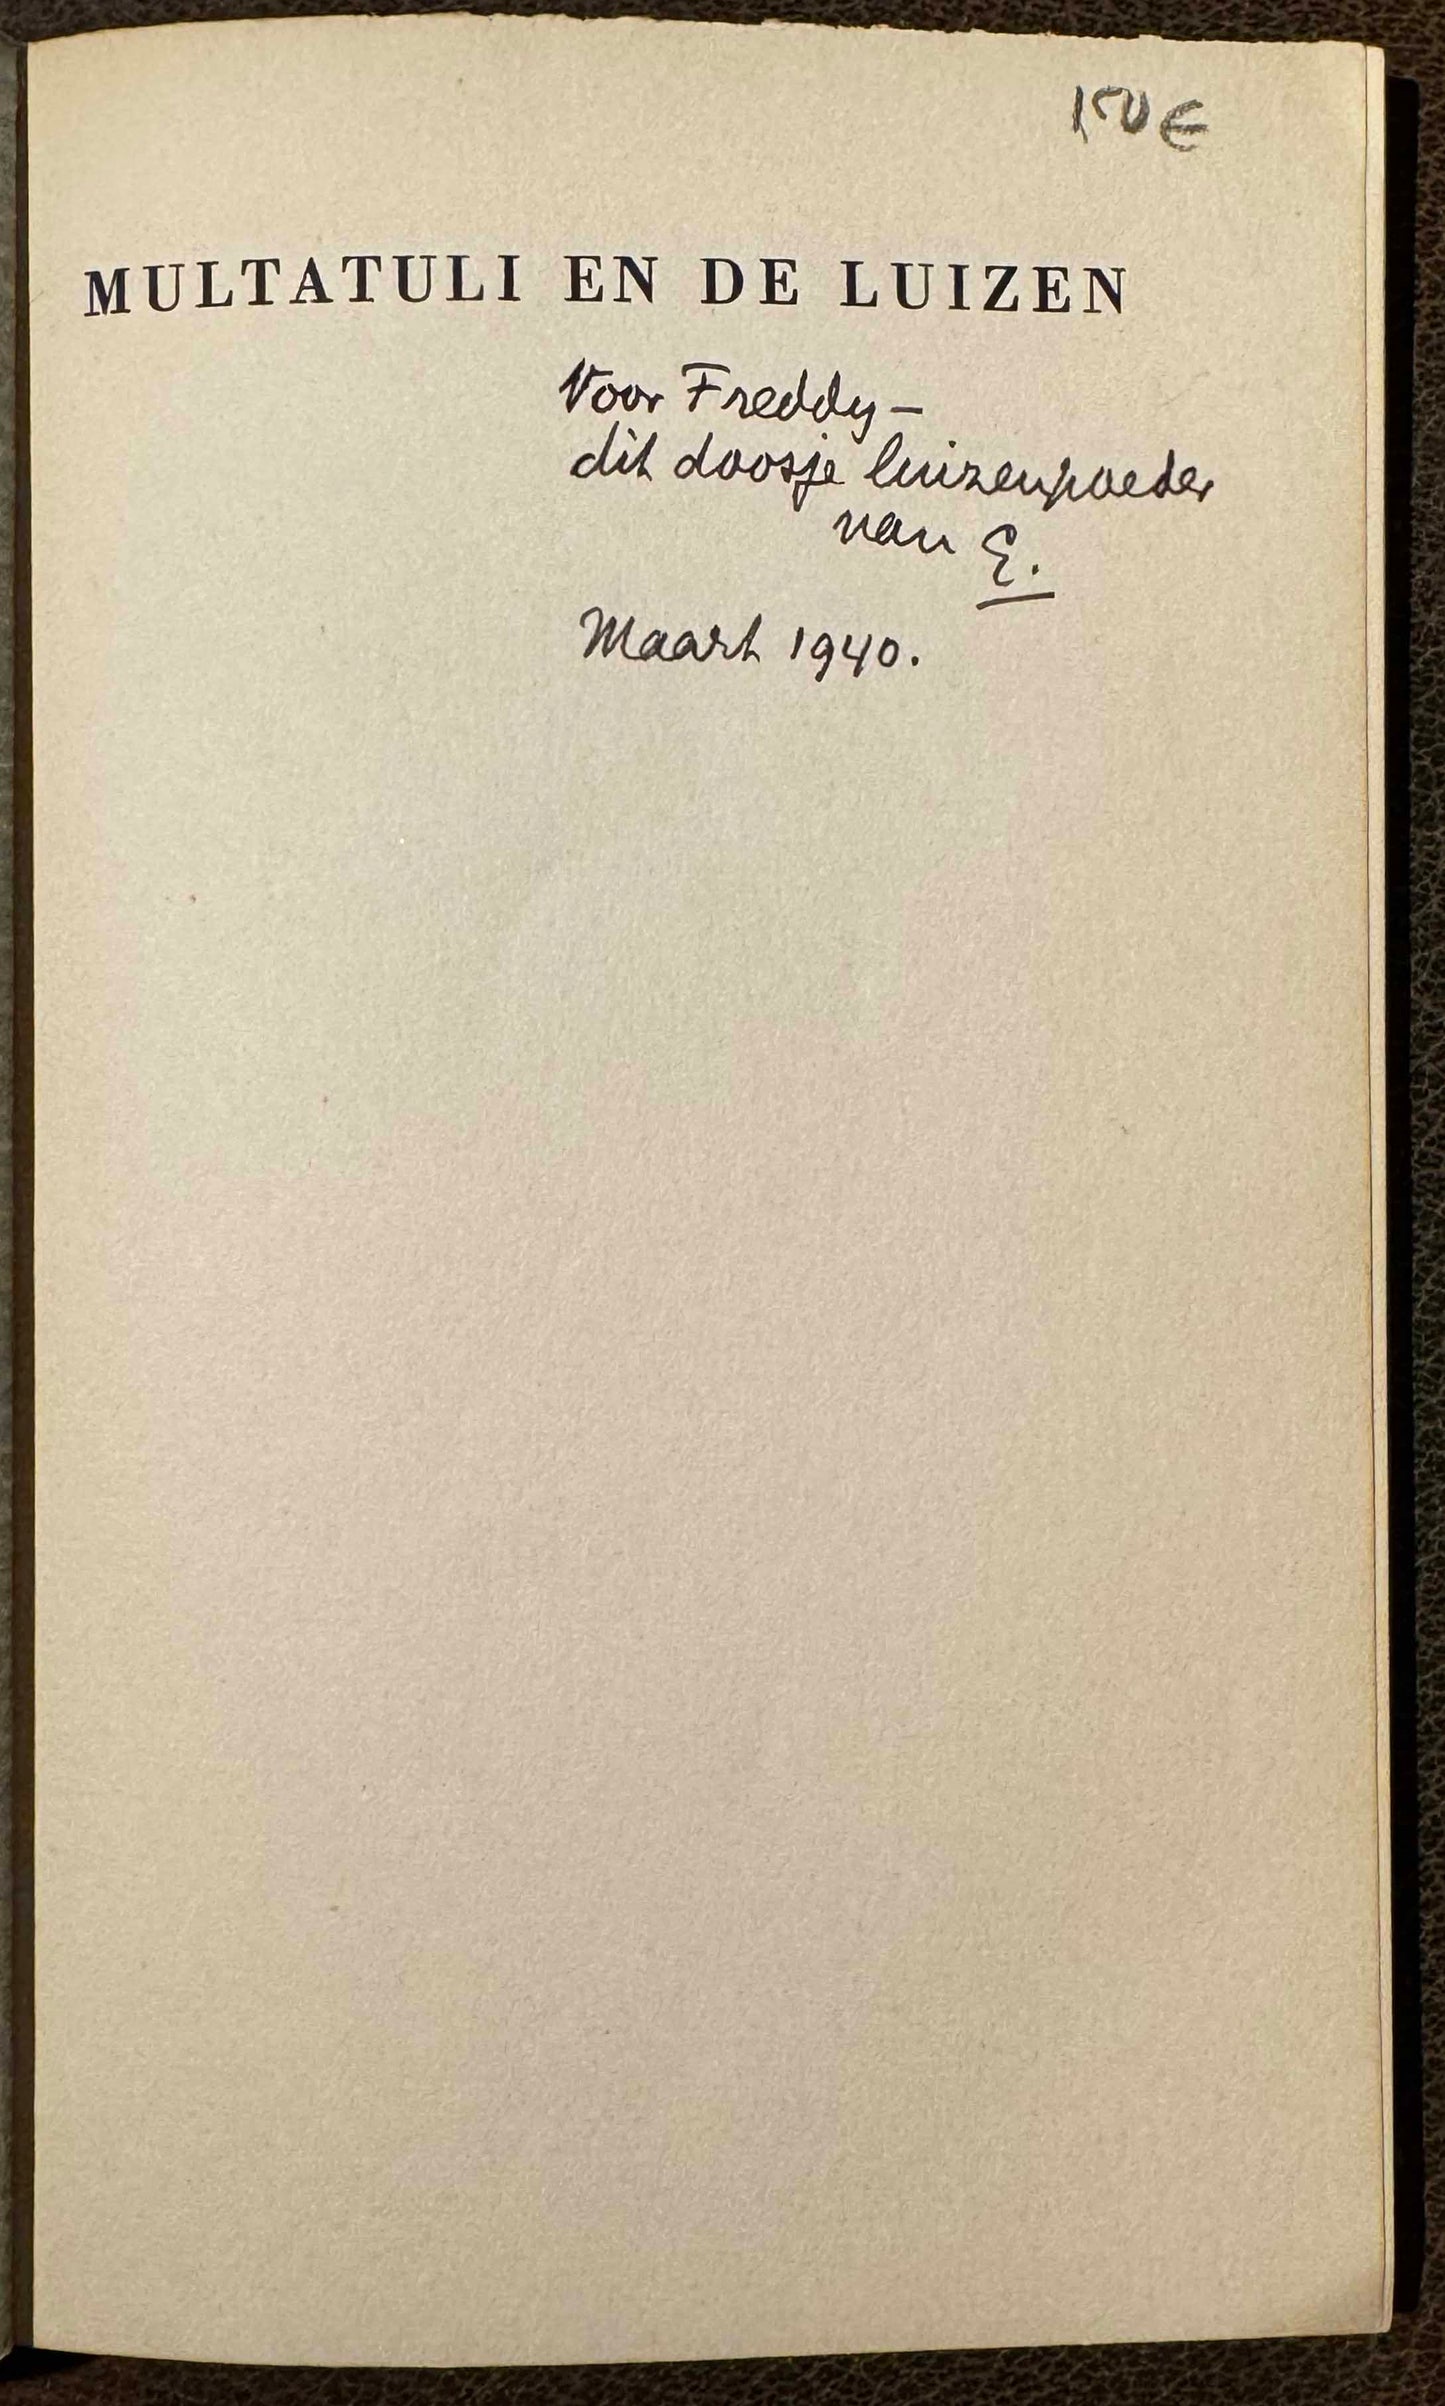 150 €
MULTATULI EN DE LUIZEN
Voor Freddy –
dit doosje luizenpoeder
van E.
Maart 1940.